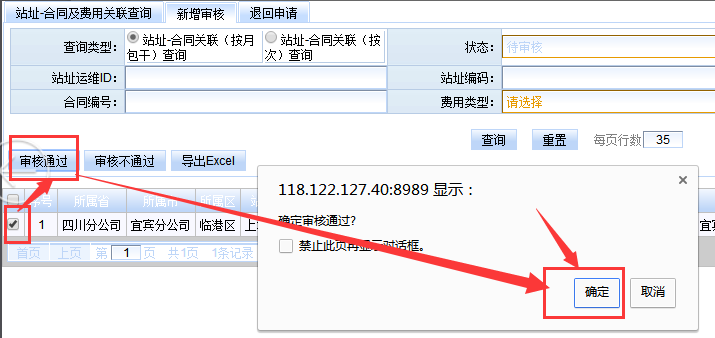 站址-合同及费用关联查询 新增审核 退回申请
查询类型： 站址-合同关联（按月包干）查询 站址-合同关联（按次）查询 状态： 待审核
站址运维ID： 站址编码：
合同编号： 费用类型： 请选择
查询 重置 每页行数 35
审核通过 审核不通过 导出Excel
118.122.127.40:8989 显示：
确定审核通过？
禁止此页再显示对话框。
确定 取消
序号 所属省 所属市 所属区
1 四川分公司 宜宾分公司 临港区 上 宜宾
首页 上页 第 1 页 共1页 1条记录